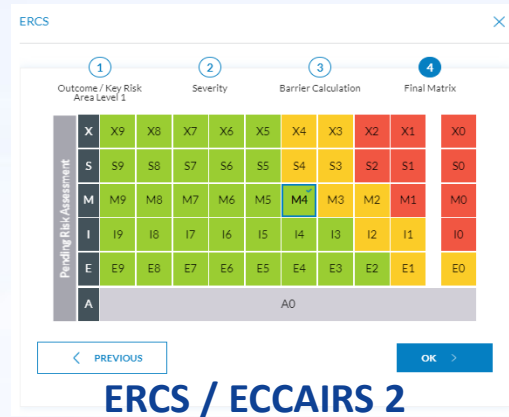 ERCS
1 2 3 4
Outcome / Key Risk Area Level 1 Severity Barrier Calculation Final Matrix
Pending Risk Assessment
X X9 X8 X7 X6 X5 X4 X3 X2 X1 X0
S S9 S8 S7 S6 S5 S4 S3 S2 S1 S0
M M9 M8 M7 M6 M5 M4 M3 M2 M1 M0
I I9 I8 I7 I6 I5 I4 I3 I2 I1 I0
E E9 E8 E7 E6 E5 E4 E3 E2 E1 E0
A A0
PREVIOUS OK
ERCS / ECCAIRS 2